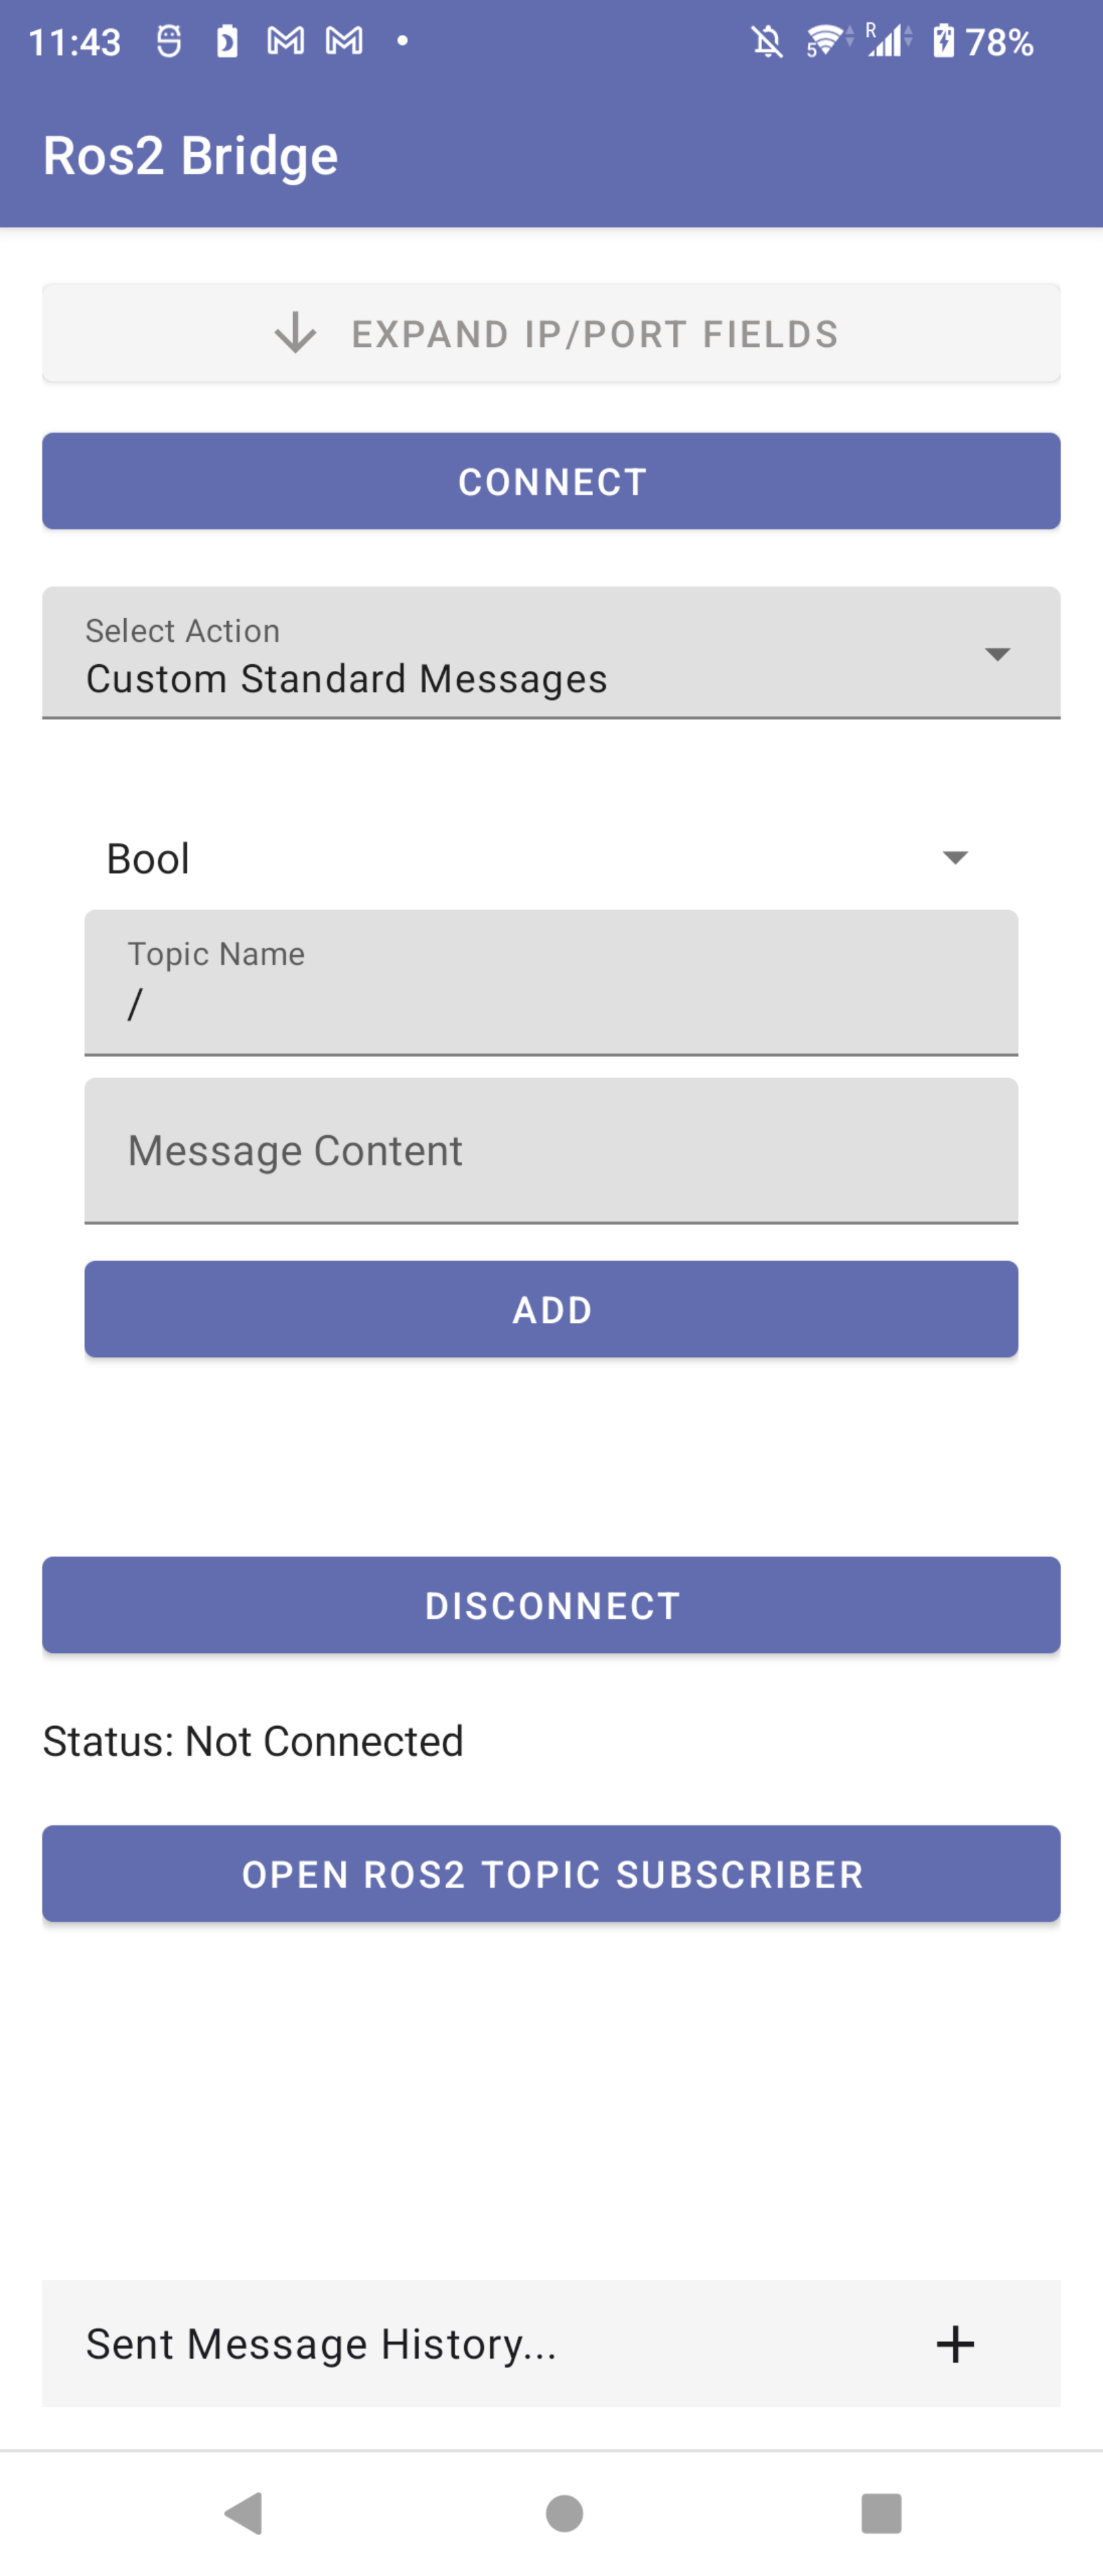 11:43
5 R 78%
Ros2 Bridge
EXPAND IP/PORT FIELDS
CONNECT
Select Action
Custom Standard Messages
Bool
Topic Name
/
Message Content
ADD
DISCONNECT
Status: Not Connected
OPEN ROS2 TOPIC SUBSCRIBER
Sent Message History...